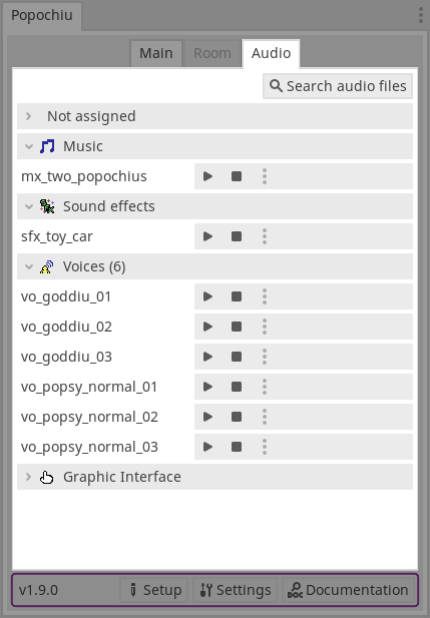 Popochiu
Main Room Audio
Search audio files
Not assigned
Music
mx_two_popochius
Sound effects
sfx_toy_car
Voices (6)
vo_goddiu_01
vo_goddiu_02
vo_goddiu_03
vo_popsy_normal_01
vo_popsy_normal_02
vo_popsy_normal_03
Graphic Interface
v1.9.0 Setup Settings Documentation